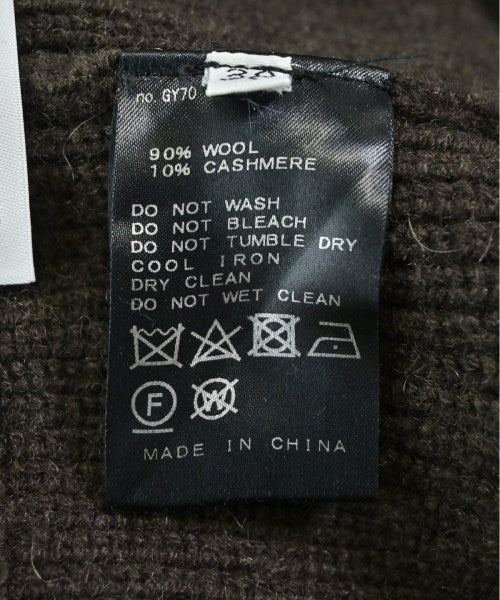 no. GY70
90% WOOL
10% CASHMERE
DO NOT WASH
DO NOT BLEACH
DO NOT TUMBLE DRY
COOL IRON
DRY CLEAN
DO NOT WET CLEAN
F W
MADE IN CHINA